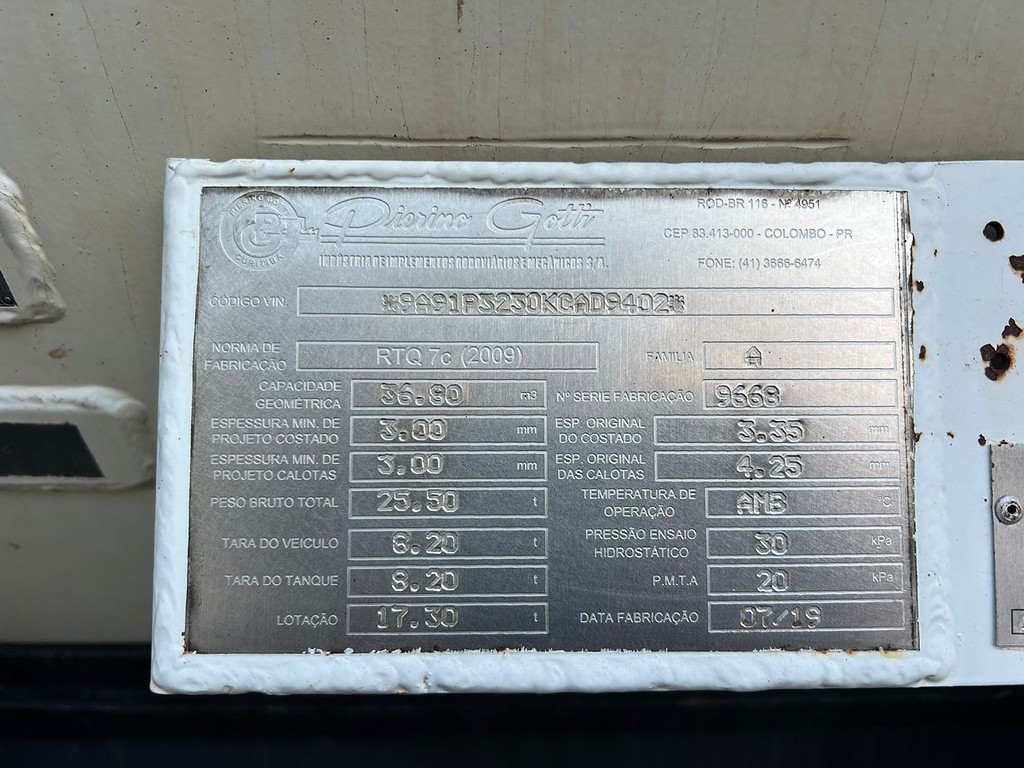 Pierino Gotti
INDÚSTRIA DE IMPLEMENTOS RODOVIÁRIOS E MECÂNICOS S/A.
CURITIBA
ROD-BR 116 - Nº 4951
CEP 83.413-000 - COLOMBO - PR
FONE: (41) 3666-6474
CÓDIGO VIN. *9A91P3230KCAD9402*
NORMA DE
FABRICAÇÃO
RTQ 7c (2009)
FAMILIA A
CAPACIDADE
GEOMÉTRICA
36.80 m3
Nº SERIE FABRICAÇÃO 9668
ESPESSURA MIN. DE
PROJETO COSTADO
3.00 mm
ESP. ORIGINAL
DO COSTADO
3.35 mm
ESPESSURA MIN. DE
PROJETO CALOTAS
3.00 mm
ESP. ORIGINAL
DAS CALOTAS
4.25 mm
PESO BRUTO TOTAL 25.50 t
TEMPERATURA DE
OPERAÇÃO
AMB °C
TARA DO VEICULO 8.20 t
PRESSÃO ENSAIO
HIDROSTÁTICO
30 kPa
TARA DO TANQUE 8.20 t
P.M.T.A 20 kPa
LOTAÇÃO 17.30 t
DATA FABRICAÇÃO 07/19